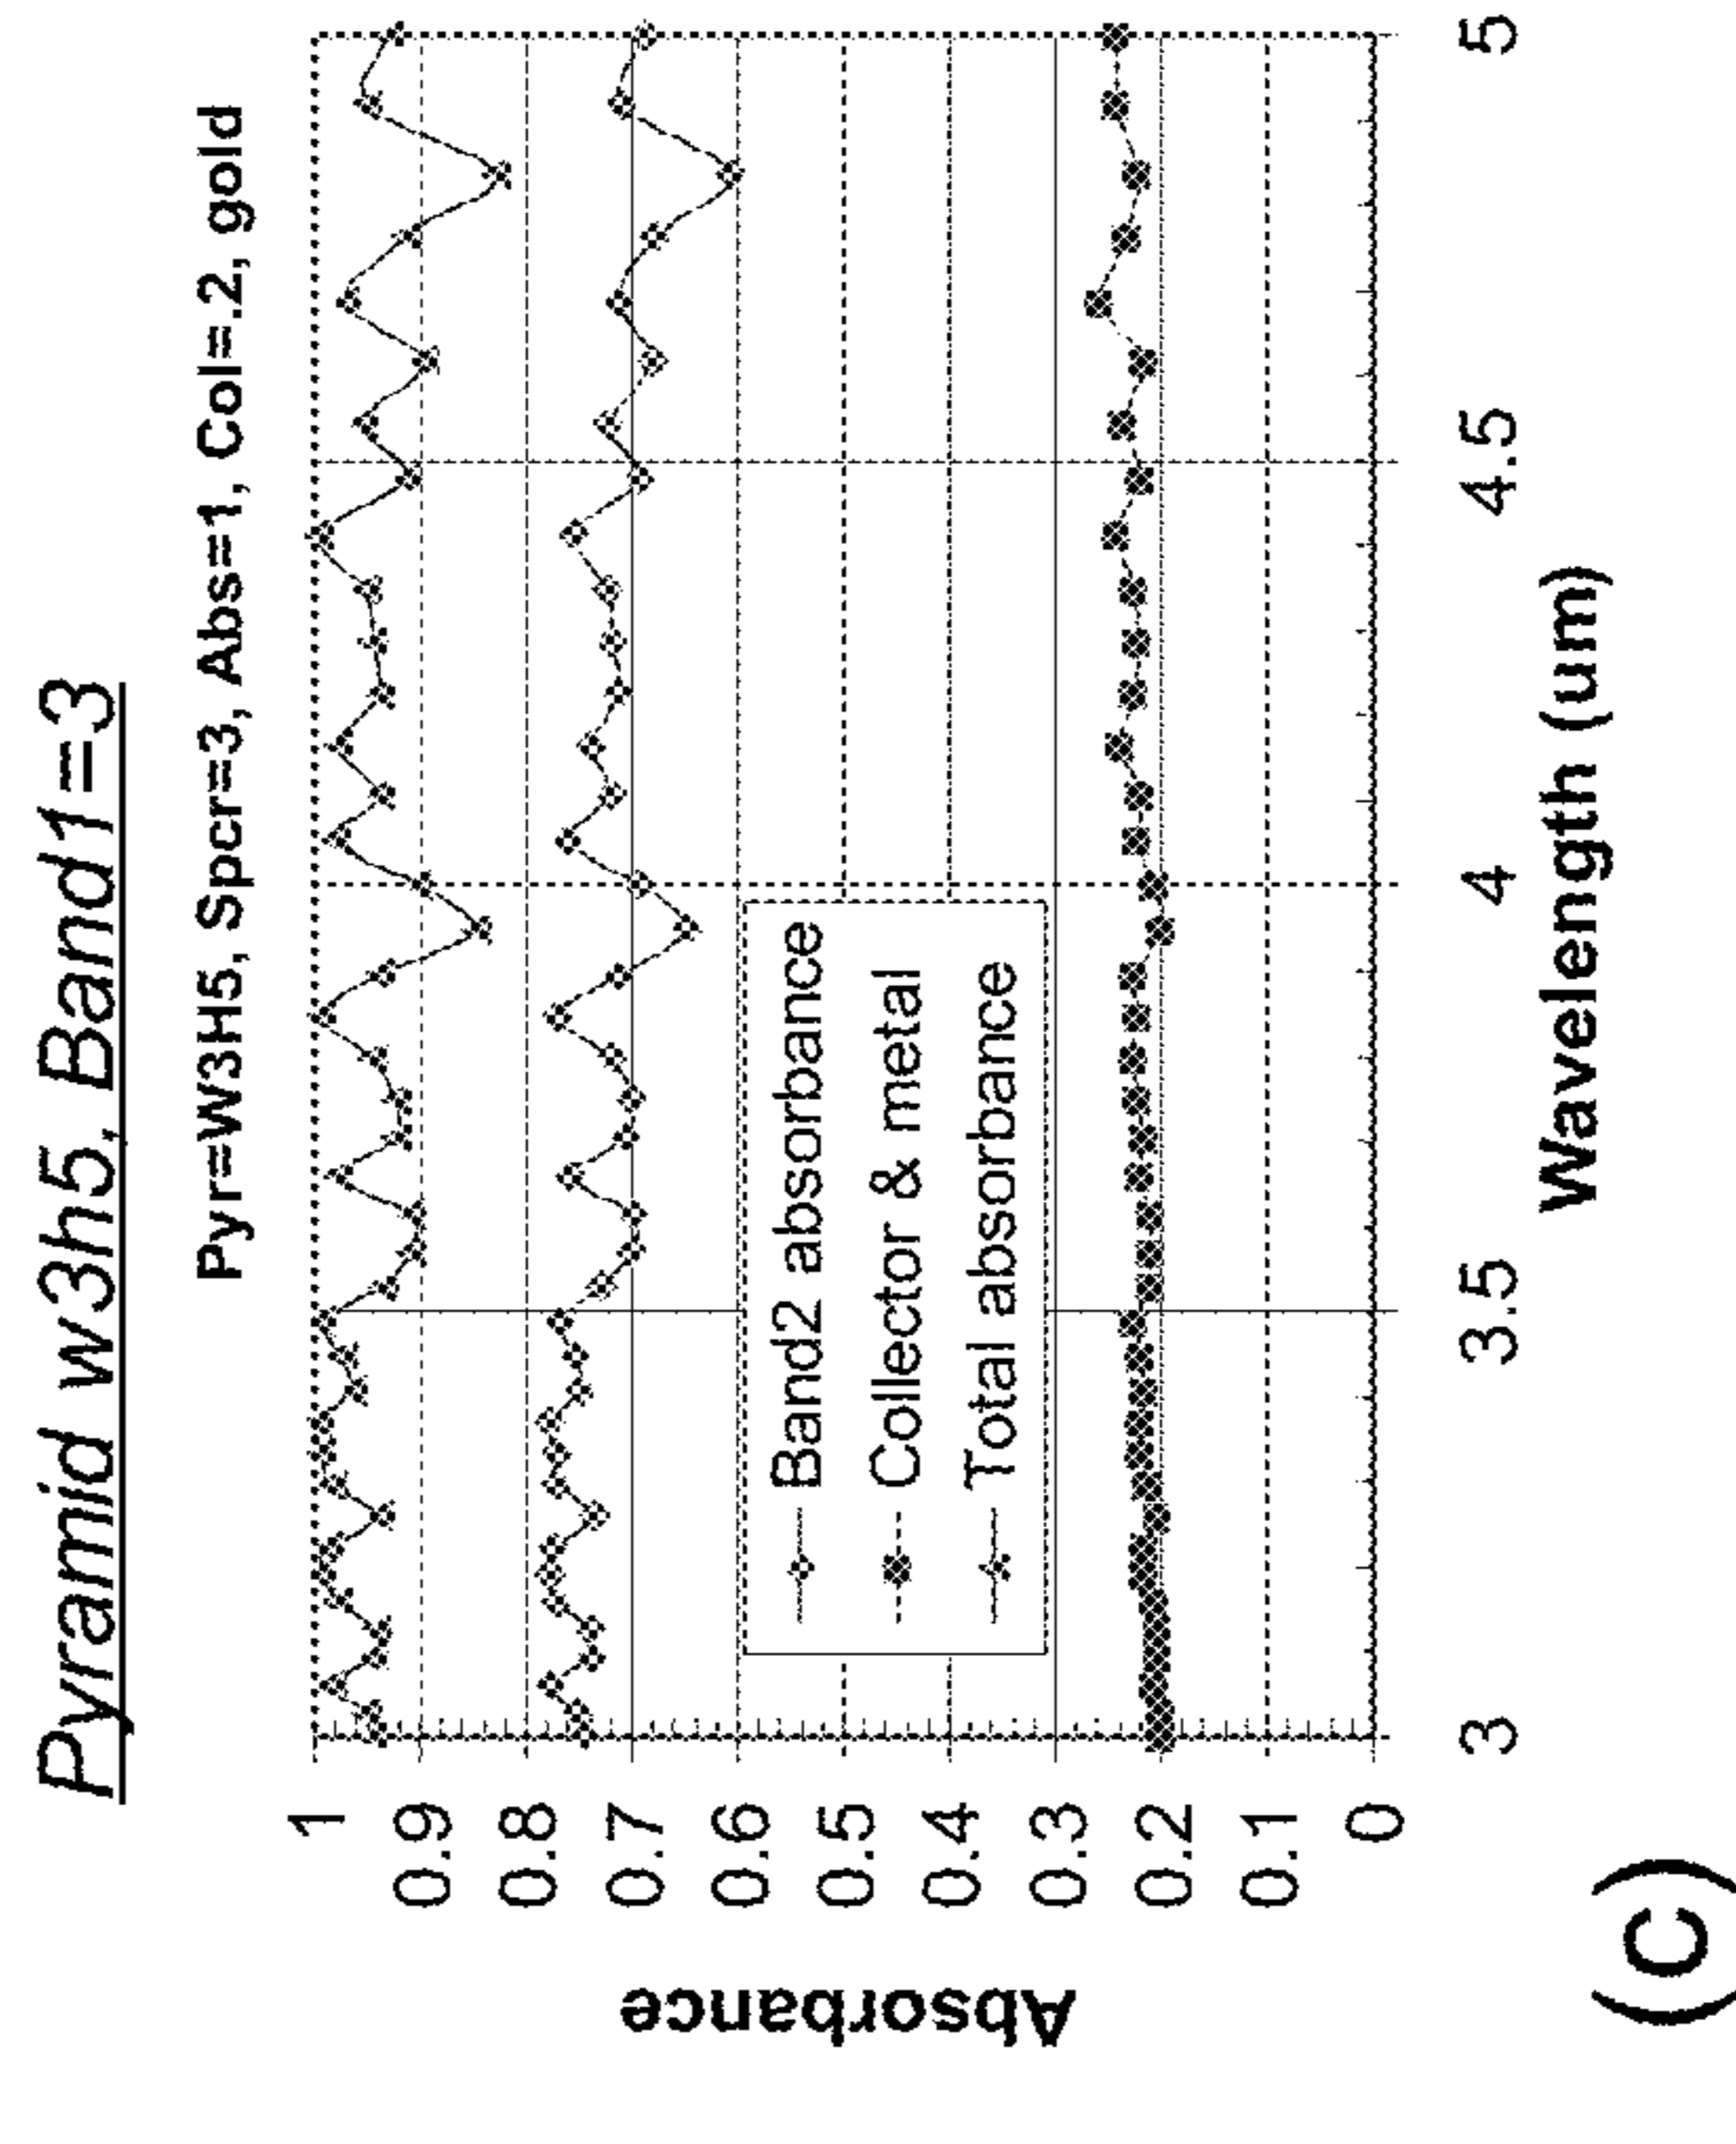 Pyramid w3h5, Band1=3
Pyr=W3H5, Spcr=3, Abs=1, Col=.2, gold
1
0.9
0.8
0.7
0.6
0.5
0.4
0.3
0.2
0.1
0
Absorbance
Band2 absorbance
Collector & metal
Total absorbance
3
3.5
4
4.5
5
Wavelength (um)
(c)